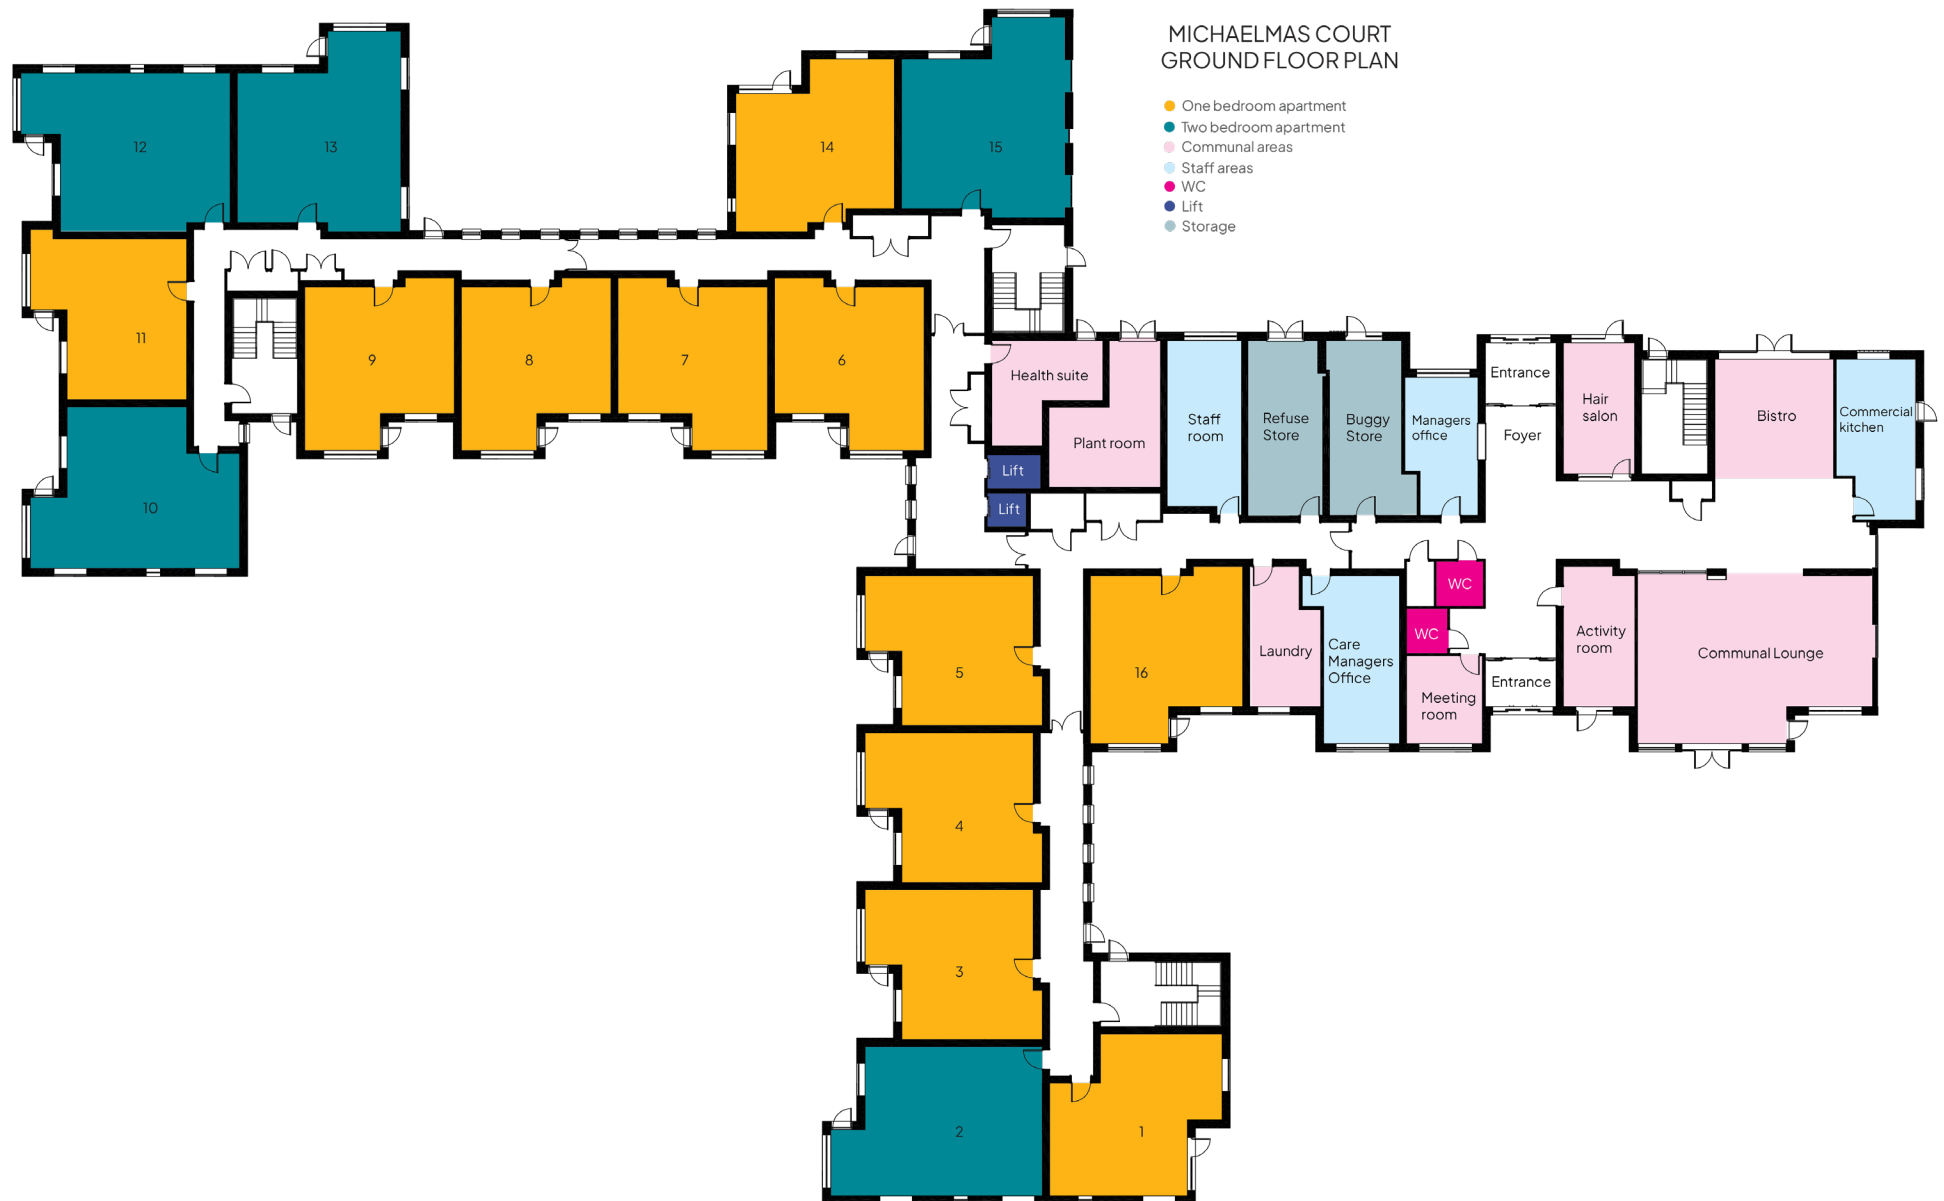 MICHAELMAS COURT
GROUND FLOOR PLAN
One bedroom apartment
Two bedroom apartment
Communal areas
Staff areas
WC
Lift
Storage
12
13
14
15
11
9
8
7
6
10
Health suite
Plant room
Staff
room
Refuse
Store
Buggy
Store
Managers
office
Entrance
Foyer
Hair
salon
Bistro
Commercial
kitchen
Lift
Lift
5
16
Laundry
Care
Managers
Office
WC
WC
Meeting
room
Entrance
Activity
room
Communal Lounge
4
3
2
1